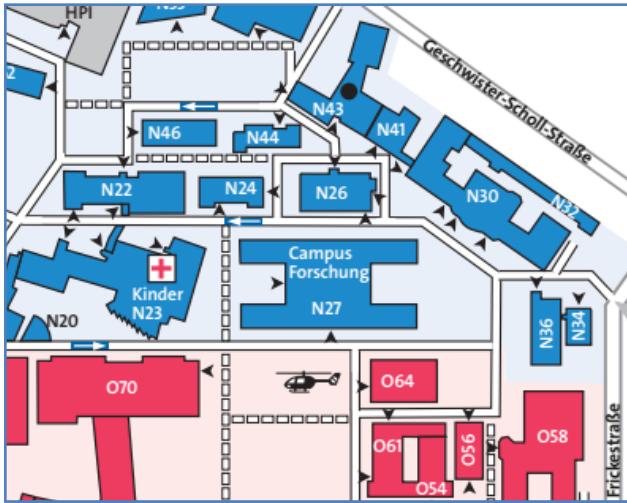 HPI
Geschwister-Scholl-Straße
N43
N46
N44
N41
N22
N24
N26
N30
N32
Campus
Forschung
N27
Kinder
N23
N20
N36
N34
O70
O64
O61
O56
O58
O54
Frickestraße